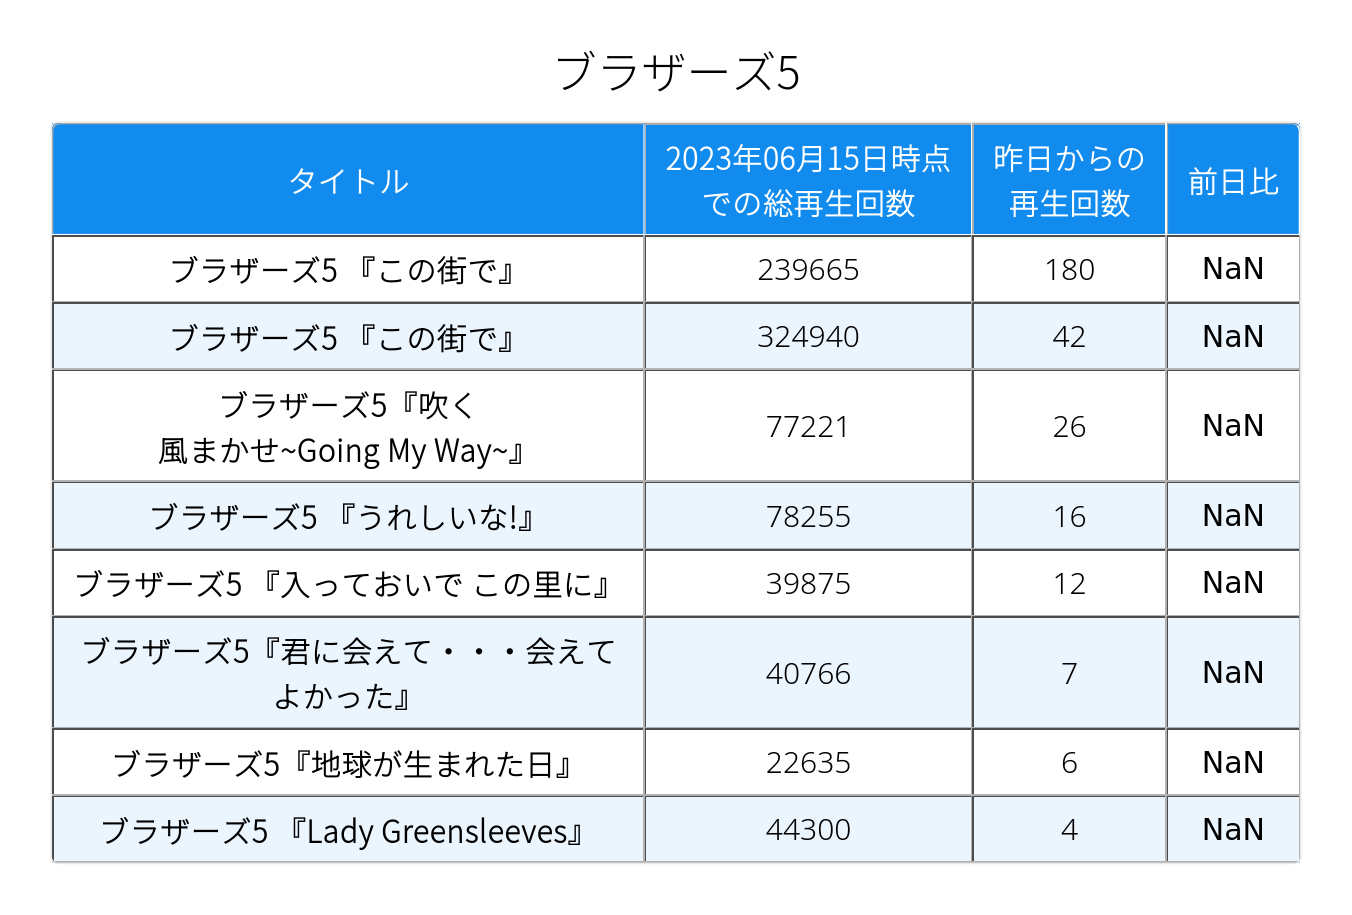 ブラザーズ5
タイトル
2023年06月15日時点
での総再生回数
昨日からの
再生回数
前日比
ブラザーズ5 『この街で』
239665
180
NaN
ブラザーズ5 『この街で』
324940
42
NaN
ブラザーズ5『吹く
風まかせ~Going My Way~』
77221
26
NaN
ブラザーズ5 『うれしいな!』
78255
16
NaN
ブラザーズ5 『入っておいで この里に』
39875
12
NaN
ブラザーズ5『君に会えて・・・会えて
よかった』
40766
7
NaN
ブラザーズ5『地球が生まれた日』
22635
6
NaN
ブラザーズ5 『Lady Greensleeves』
44300
4
NaN